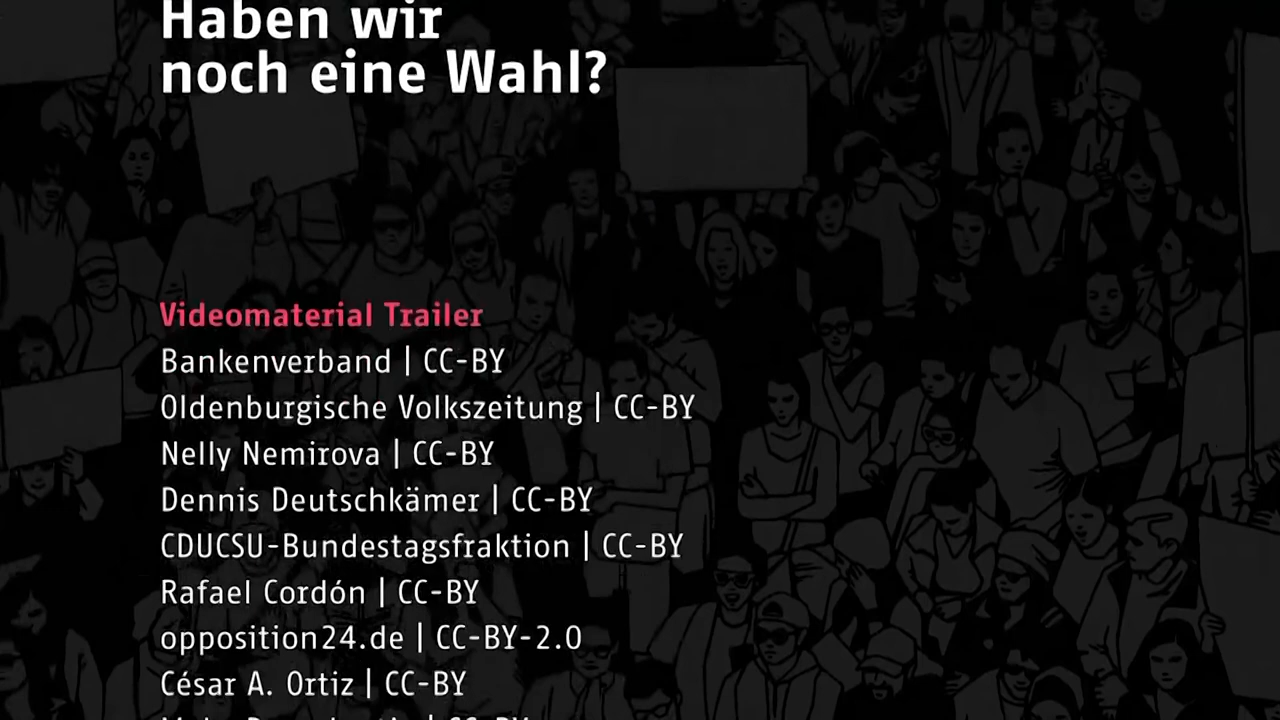 Haben wir
noch eine Wahl?
Videomaterial Trailer
Bankenverband | CC-BY
Oldenburgische Volkszeitung | CC-BY
Nelly Nemirova | CC-BY
Dennis Deutschkämer | CC-BY
CDUCSU-Bundestagsfraktion | CC-BY
Rafael Cordón | CC-BY
opposition24.de | CC-BY-2.0
César A. Ortiz | CC-BY